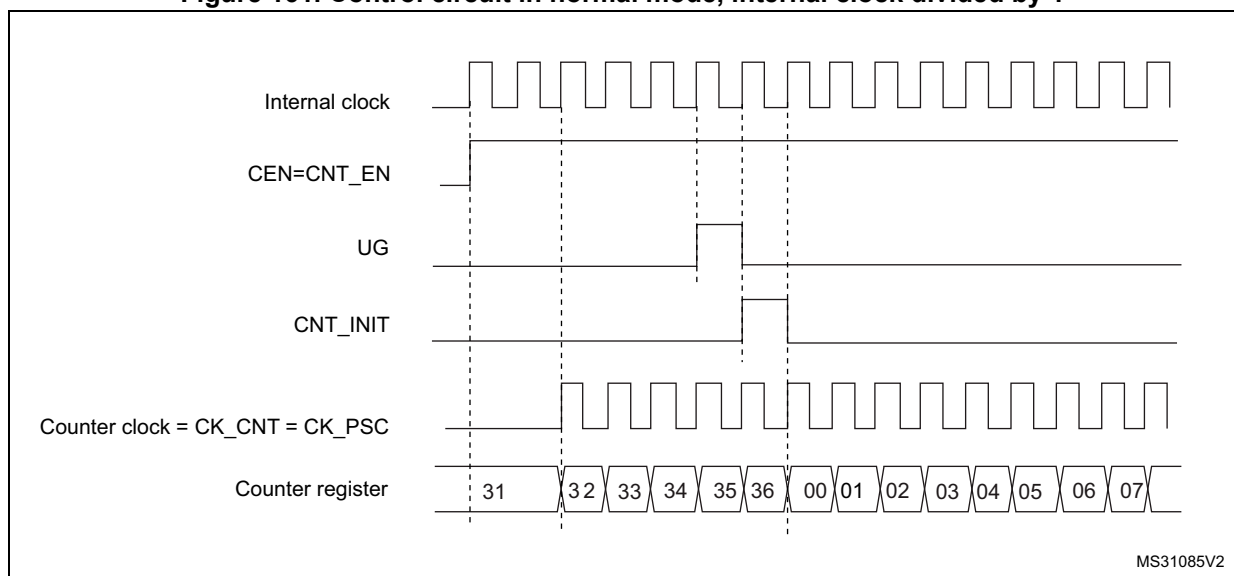 Figure Control circuit in normal mode, internal clock divided by 1
Internal clock
CEN=CNT_EN
UG
CNT_INIT
Counter clock = CK_CNT = CK_PSC
Counter register 31 32 33 34 35 36 00 01 02 03 04 05 06 07
MS31085V2